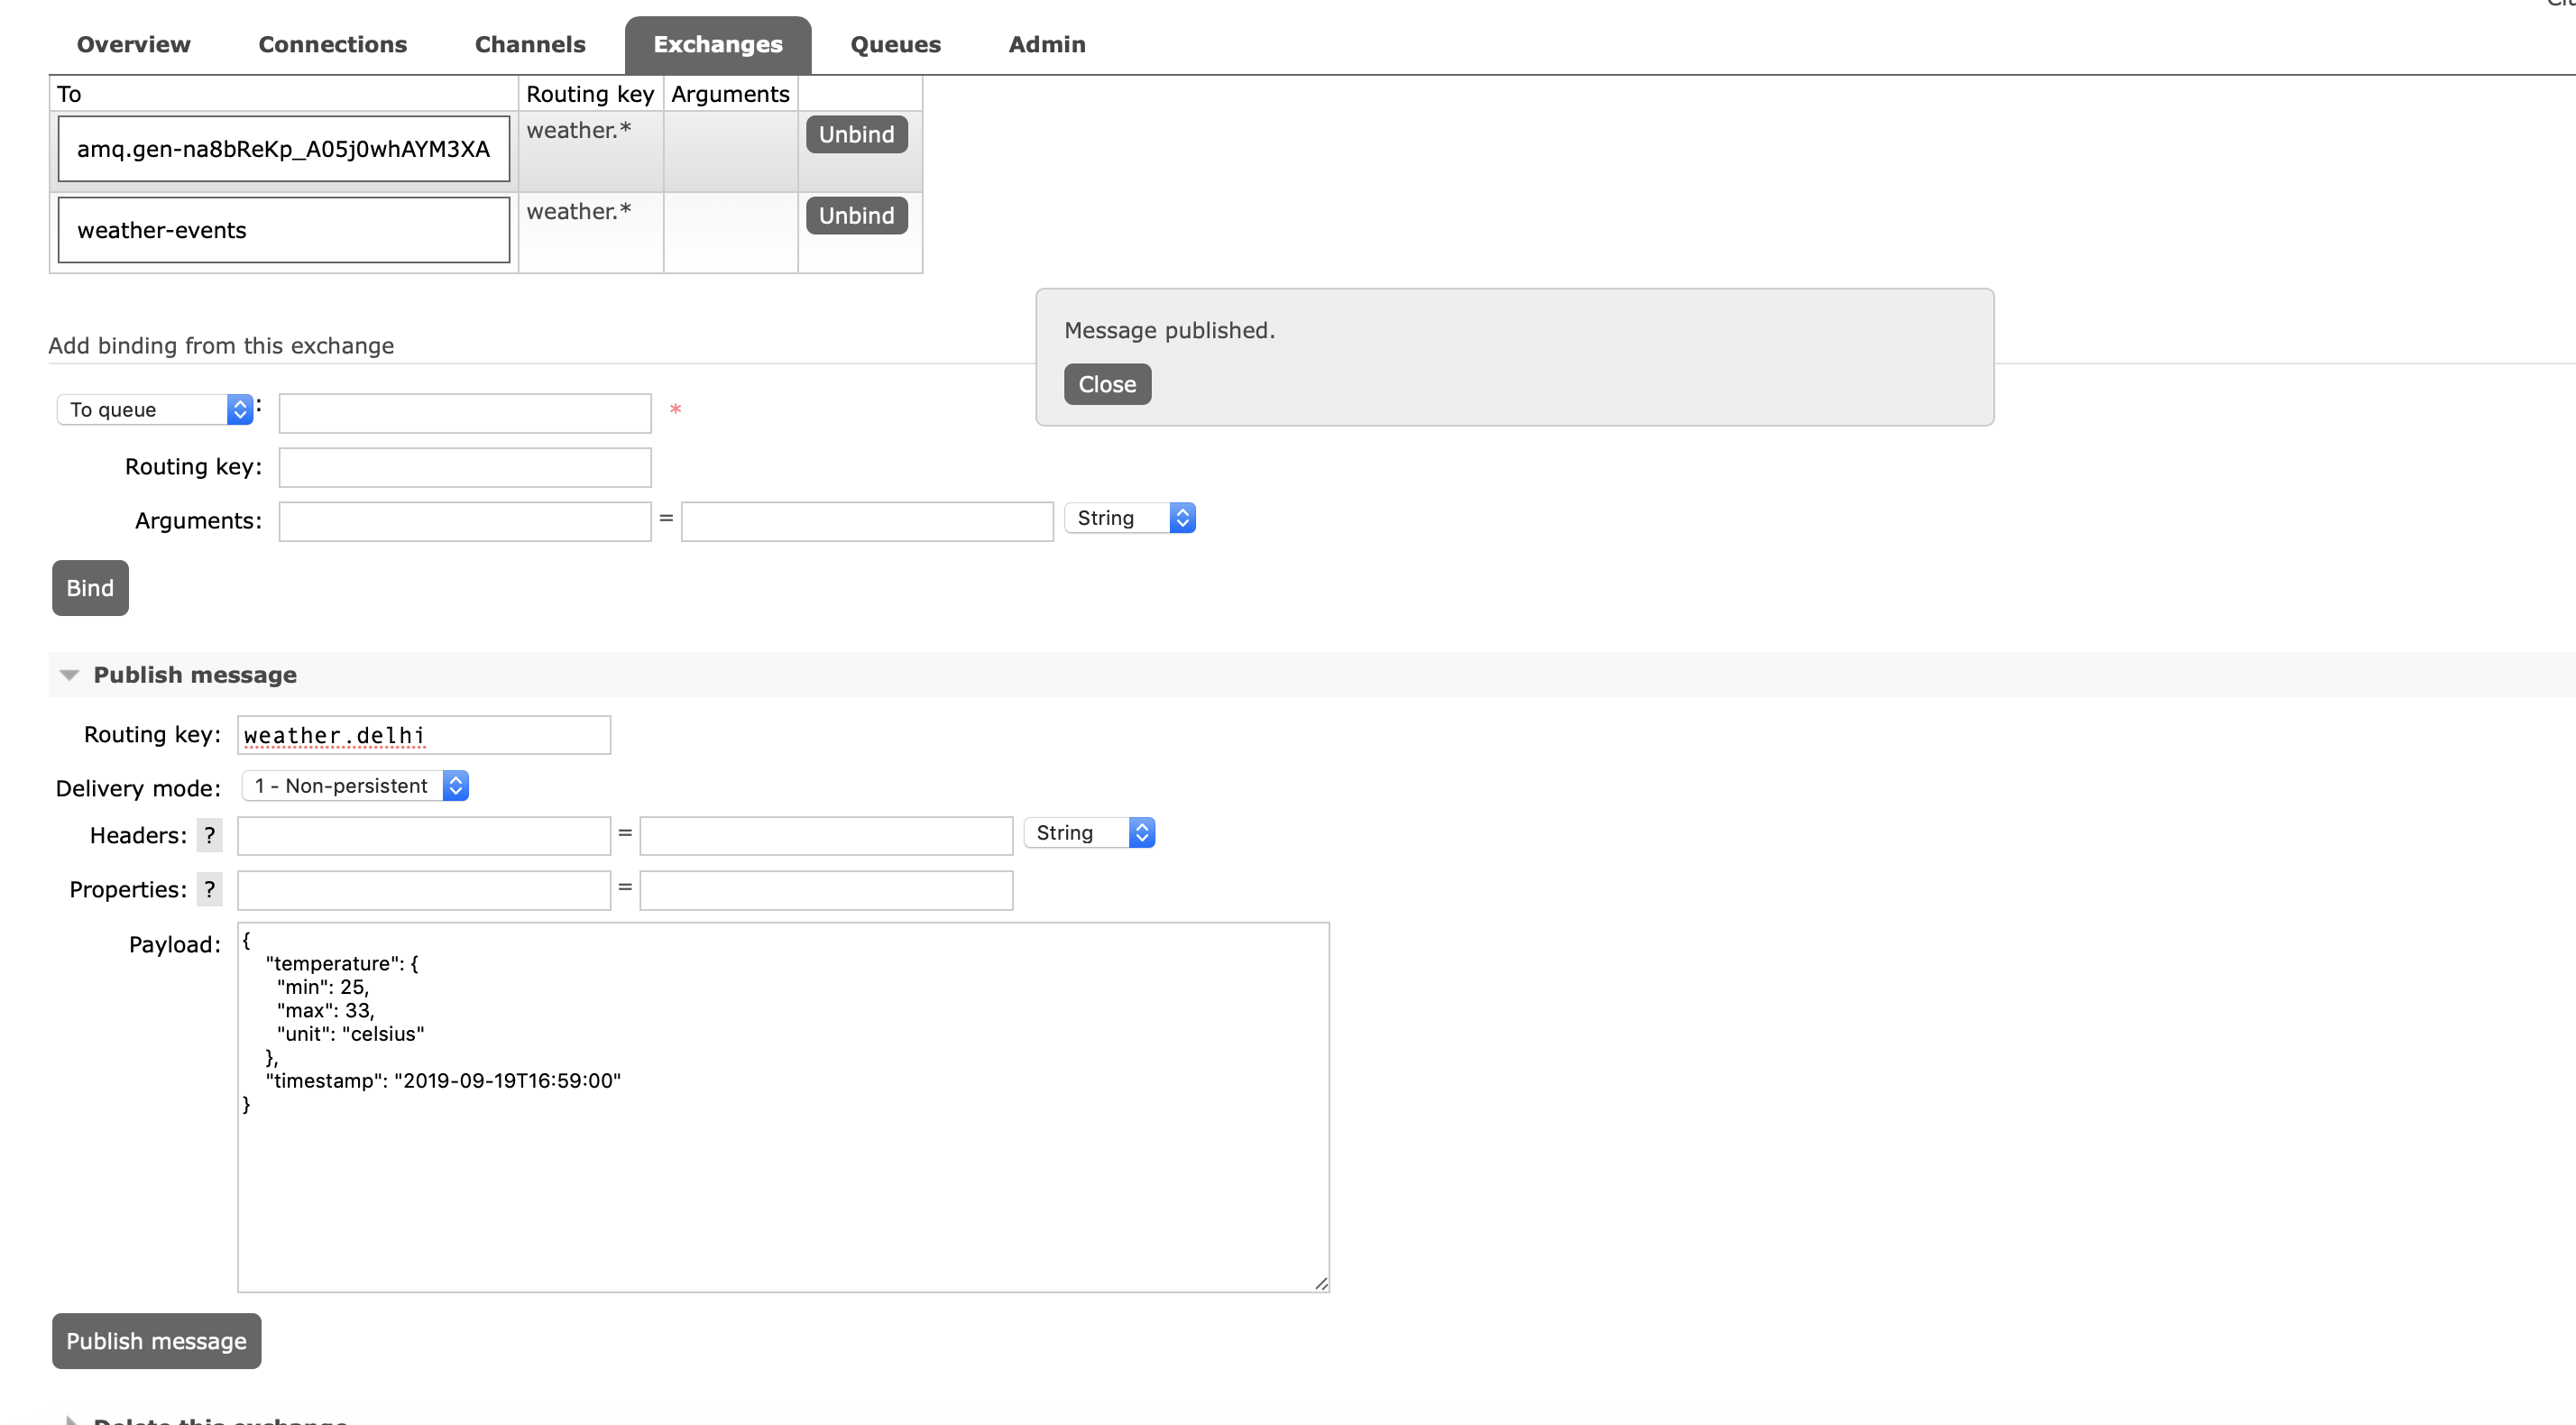 Overview Connections Channels Exchanges Queues Admin
To Routing key Arguments
amq.gen-na8bReKp_A05j0whAYM3XA weather.* Unbind
weather-events weather.* Unbind
Message published.
Close
Add binding from this exchange
To queue : *
Routing key:
Arguments: = String
Bind
Publish message
Routing key: weather.delhi
Delivery mode: 1 - Non-persistent
Headers: ? = String
Properties: ? =
Payload: {
"temperature": {
"min": 25,
"max": 33,
"unit": "celsius"
},
"timestamp": "2019-09-19T16:59:00"
}
Publish message
Delete this exchange